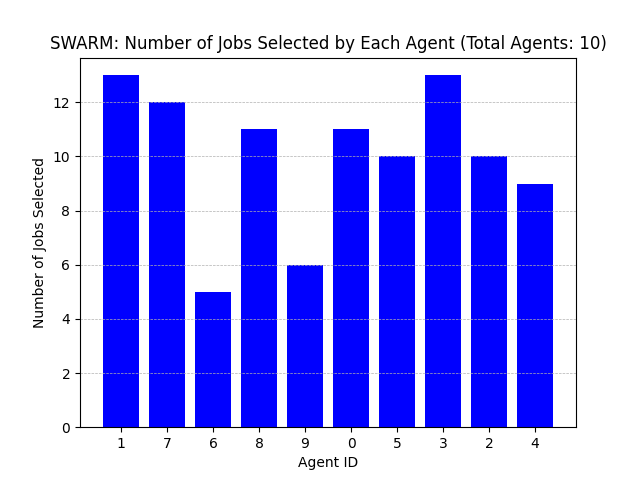 SWARM: Number of Jobs Selected by Each Agent (Total Agents: 10)
Number of Jobs Selected
12
10
8
6
4
2
0
1 7 6 8 9 0 5 3 2 4
Agent ID